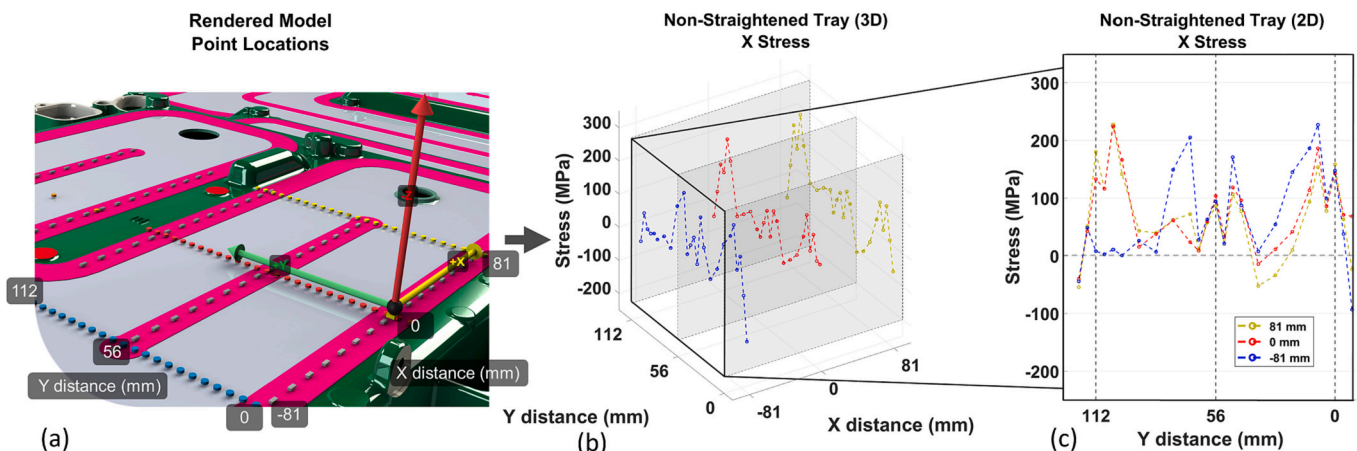 Rendered Model
Point Locations
Z
+Y
+X
81
112
0
56
Y distance (mm)
X distance (mm)
0
-81
(a)
Non-Straightened Tray (3D)
X Stress
Stress (MPa)
300
200
100
0
-100
-200
112
56
0
Y distance (mm)
-81
0
81
X distance (mm)
(b)
Non-Straightened Tray (2D)
X Stress
Stress (MPa)
300
200
100
0
-100
-200
81 mm
0 mm
-81 mm
112
56
0
Y distance (mm)
(c)